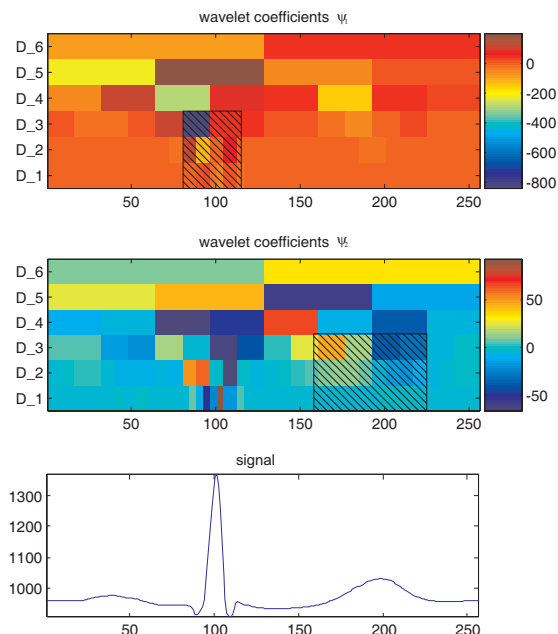 wavelet coefficients ψ₁
D_6
D_5
D_4
D_3
D_2
D_1
0
-200
-400
-600
-800
50 100 150 200 250
wavelet coefficients ψ₂
D_6
D_5
D_4
D_3
D_2
D_1
50
0
-50
50 100 150 200 250
signal
1300
1200
1100
1000
50 100 150 200 250